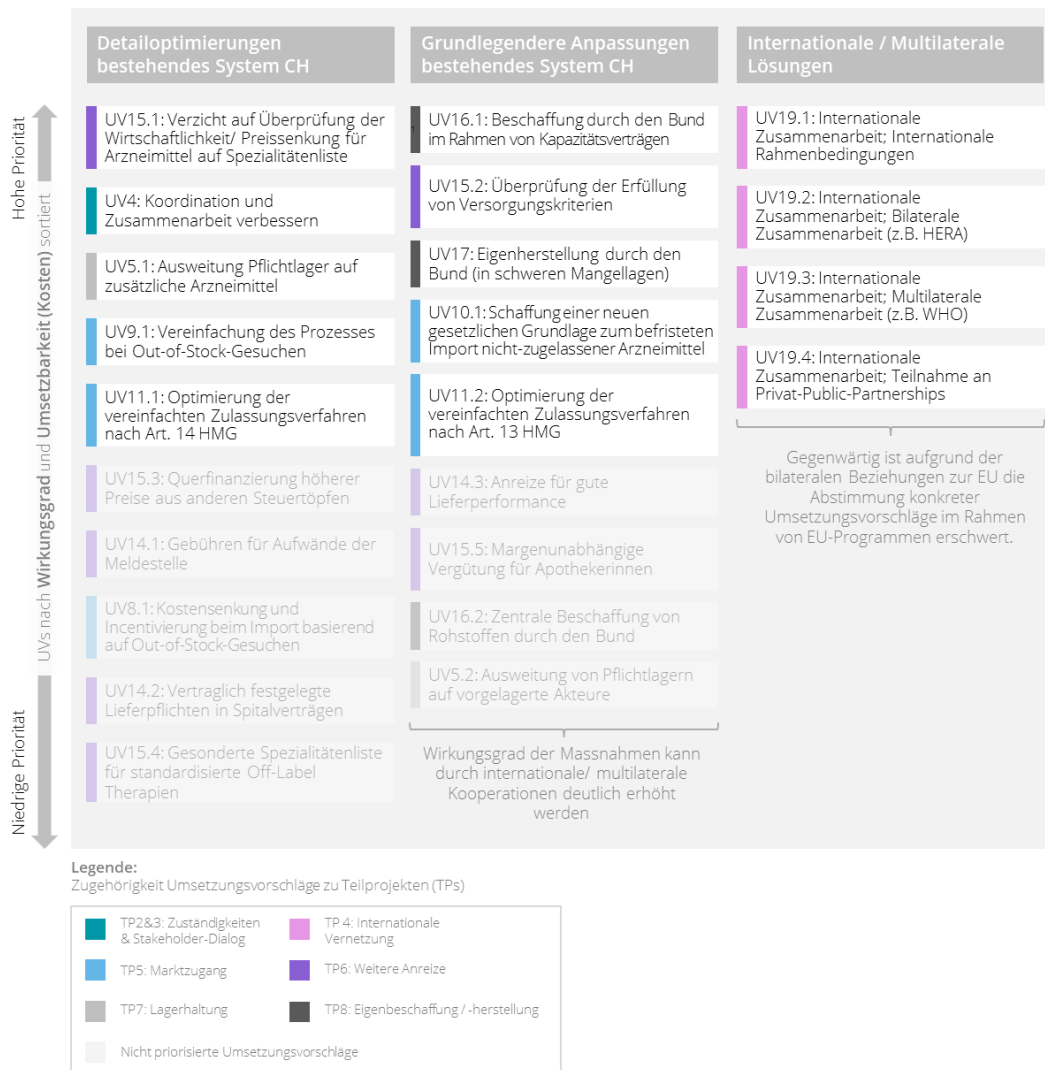 Detailoptimierungen
bestehendes System CH
Grundlegendere Anpassungen
bestehendes System CH
Internationale / Multilaterale
Lösungen
Hohe Priorität
UVs nach Wirkungsgrad und Umsetzbarkeit (Kosten) sortiert
Niedrige Priorität
UV15.1: Verzicht auf Überprüfung der
Wirtschaftlichkeit/ Preissenkung für
Arzneimittel auf Spezialitätenliste
UV4: Koordination und
Zusammenarbeit verbessern
UV5.1: Ausweitung Pflichtlager auf
zusätzliche Arzneimittel
UV9.1: Vereinfachung des Prozesses
bei Out-of-Stock-Gesuchen
UV11.1: Optimierung der
vereinfachten Zulassungsverfahren
nach Art. 14 HMG
UV15.3: Querfinanzierung höherer
Preise aus anderen Steuertöpfen
UV14.1: Gebühren für Aufwände der
Meldestelle
UV8.1: Kostensenkung und
Incentivierung beim Import basierend
auf Out-of-Stock-Gesuchen
UV14.2: Vertraglich festgelegte
Lieferpflichten in Spitalverträgen
UV15.4: Gesonderte Spezialitätenliste
für standardisierte Off-Label
Therapien
UV16.1: Beschaffung durch den Bund
im Rahmen von Kapazitätsverträgen
UV15.2: Überprüfung der Erfüllung
von Versorgungskriterien
UV17: Eigenherstellung durch den
Bund (in schweren Mangellagen)
UV10.1: Schaffung einer neuen
gesetzlichen Grundlage zum befristeten
Import nicht-zugelassener Arzneimittel
UV11.2: Optimierung der
vereinfachten Zulassungsverfahren
nach Art. 13 HMG
UV14.3: Anreize für gute
Lieferperformance
UV15.5: Margenunabhängige
Vergütung für Apothekerinnen
UV16.2: Zentrale Beschaffung von
Rohstoffen durch den Bund
UV5.2: Ausweitung von Pflichtlagern
auf vorgelagerte Akteure
Wirkungsgrad der Massnahmen kann
durch internationale/ multilaterale
Kooperationen deutlich erhöht
werden
UV19.1: Internationale
Zusammenarbeit; Internationale
Rahmenbedingungen
UV19.2: Internationale
Zusammenarbeit; Bilaterale
Zusammenarbeit (z.B. HERA)
UV19.3: Internationale
Zusammenarbeit; Multilaterale
Zusammenarbeit (z.B. WHO)
UV19.4: Internationale
Zusammenarbeit; Teilnahme an
Privat-Public-Partnerships
Gegenwärtig ist aufgrund der
bilateralen Beziehungen zur EU die
Abstimmung konkreter
Umsetzungsvorschläge im Rahmen
von EU-Programmen erschwert.
Legende:
Zugehörigkeit Umsetzungsvorschläge zu Teilprojekten (TPs)
TP2&3: Zuständigkeiten
& Stakeholder-Dialog
TP 4: Internationale
Vernetzung
TP5: Marktzugang
TP6: Weitere Anreize
TP7: Lagerhaltung
TP8: Eigenbeschaffung / -herstellung
Nicht priorisierte Umsetzungsvorschläge